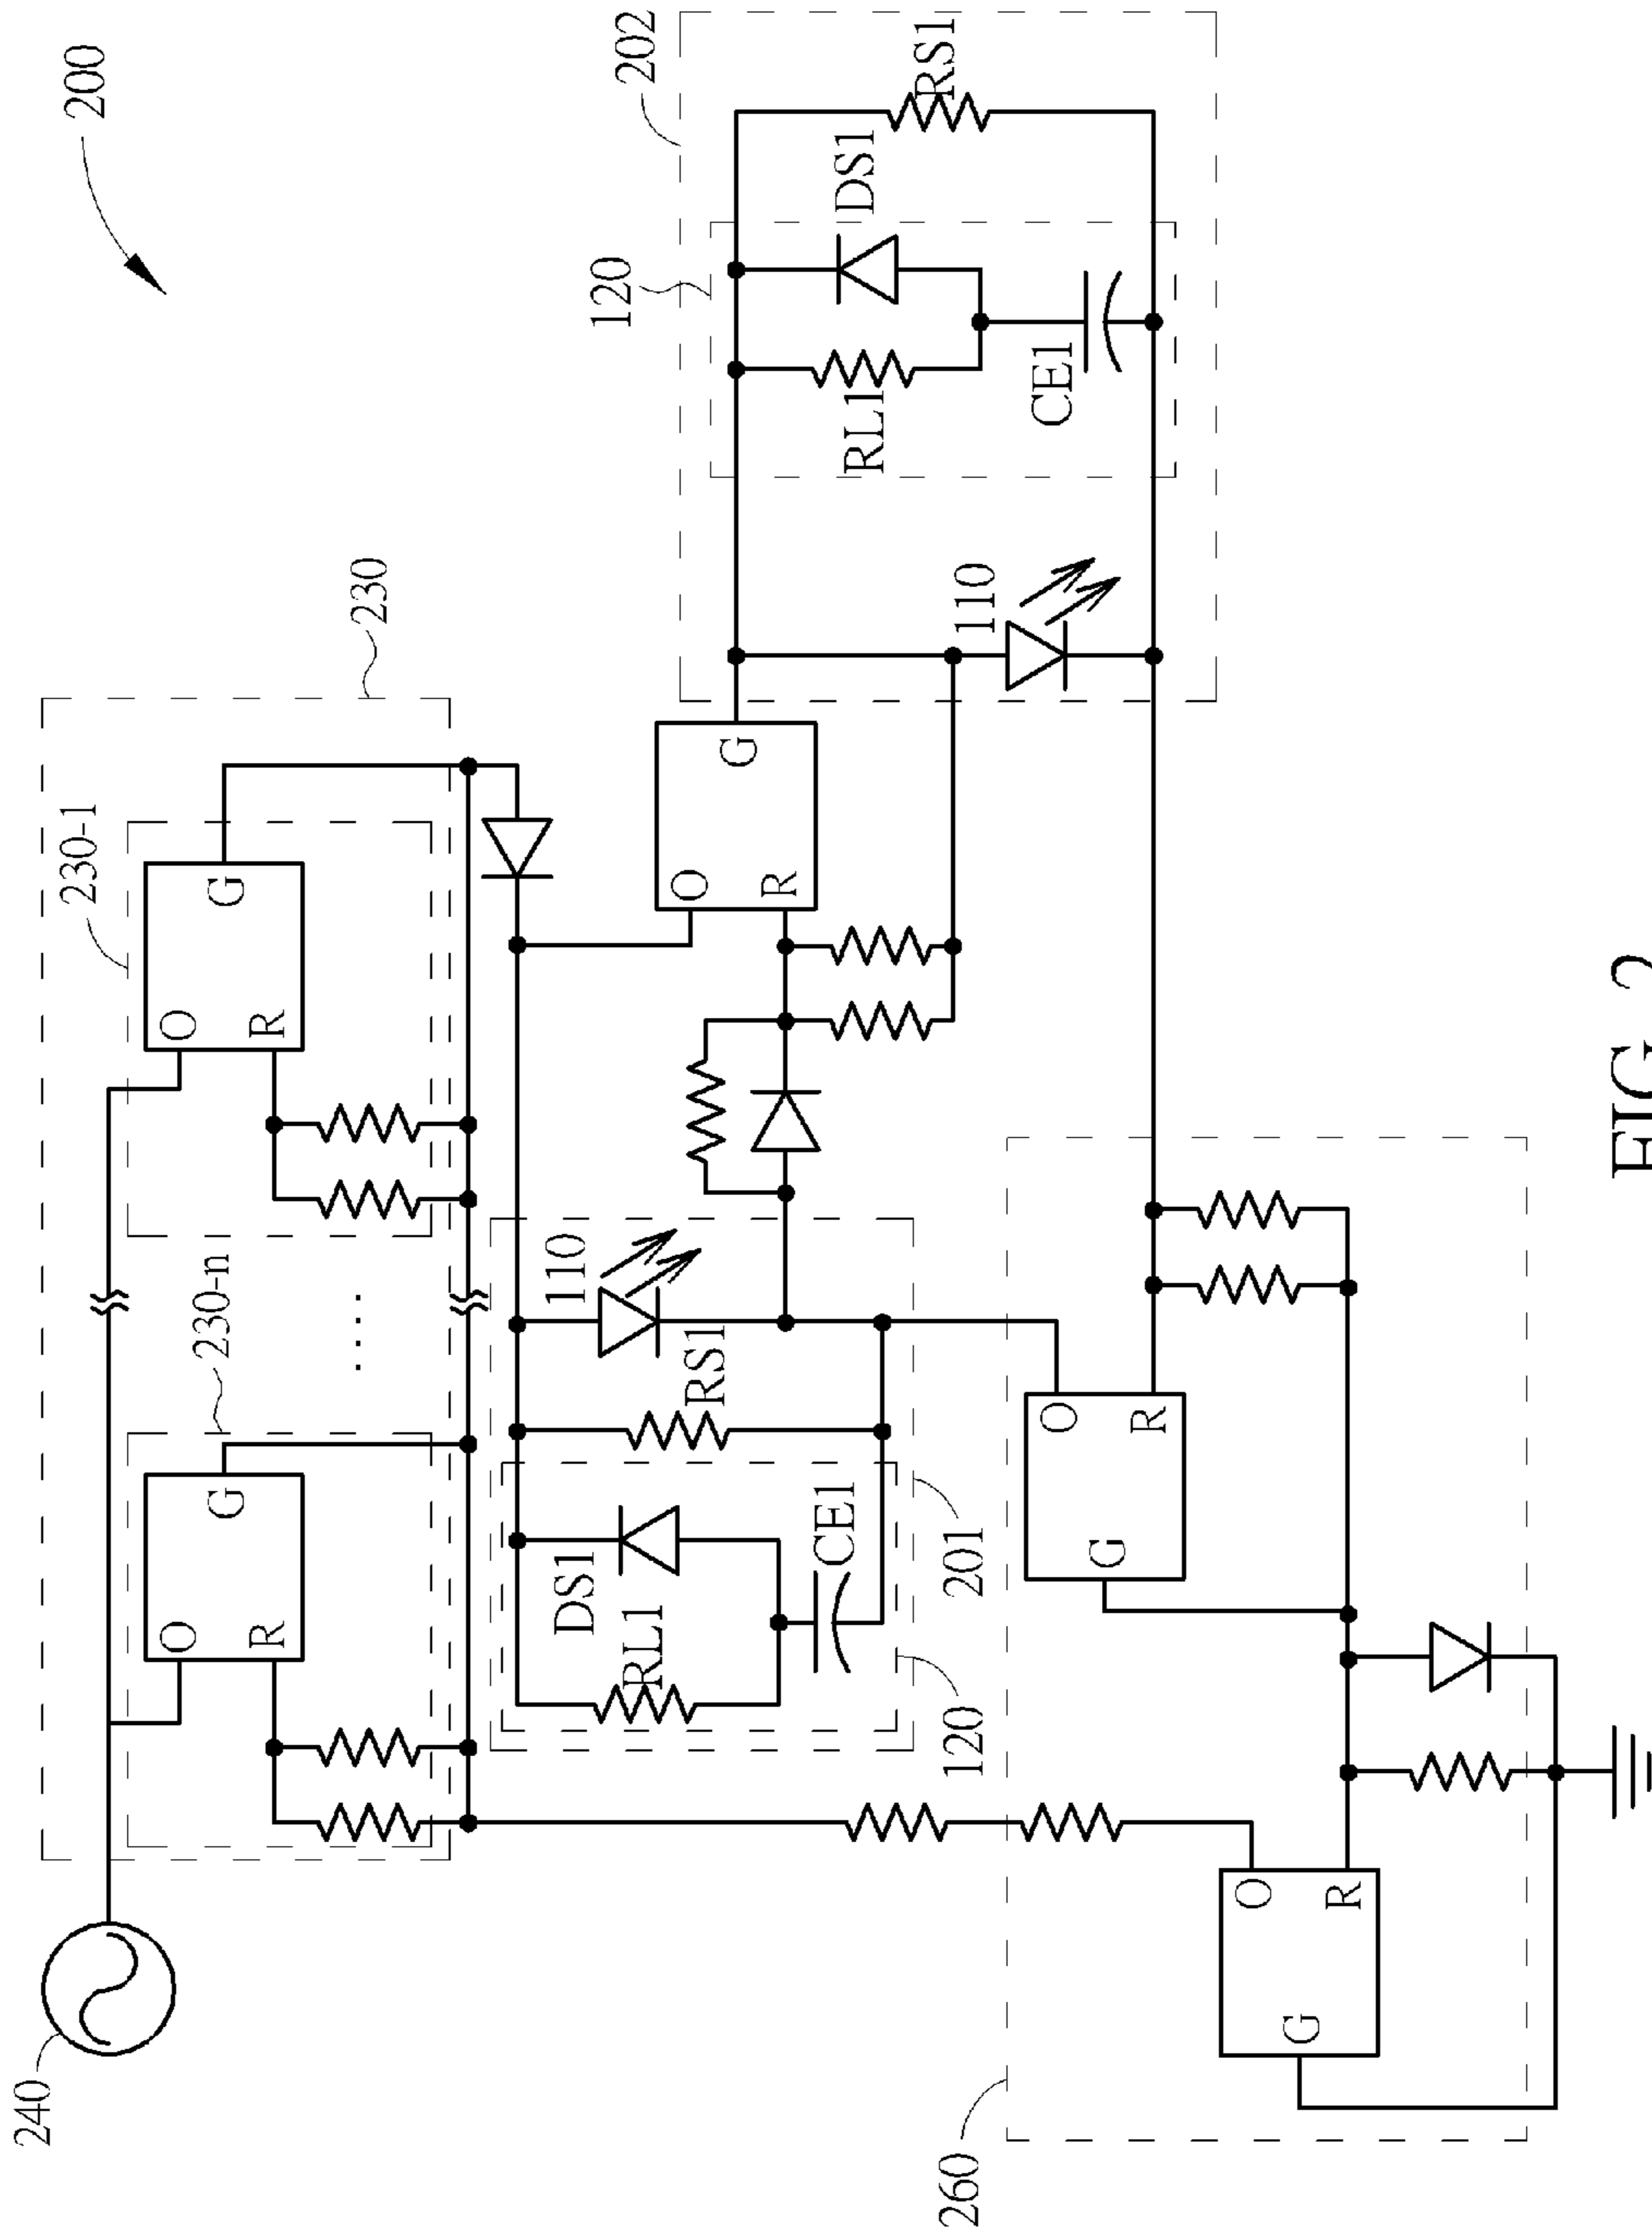 200
240
230
230-1
230-n
O
R
G
O
R
G
....
202
120
RS1
DS1
RL1
CE1
110
O
R
G
110
RS1
DS1
RL1
CE1
201
120
O
R
G
260
O
R
G
FIG. 2